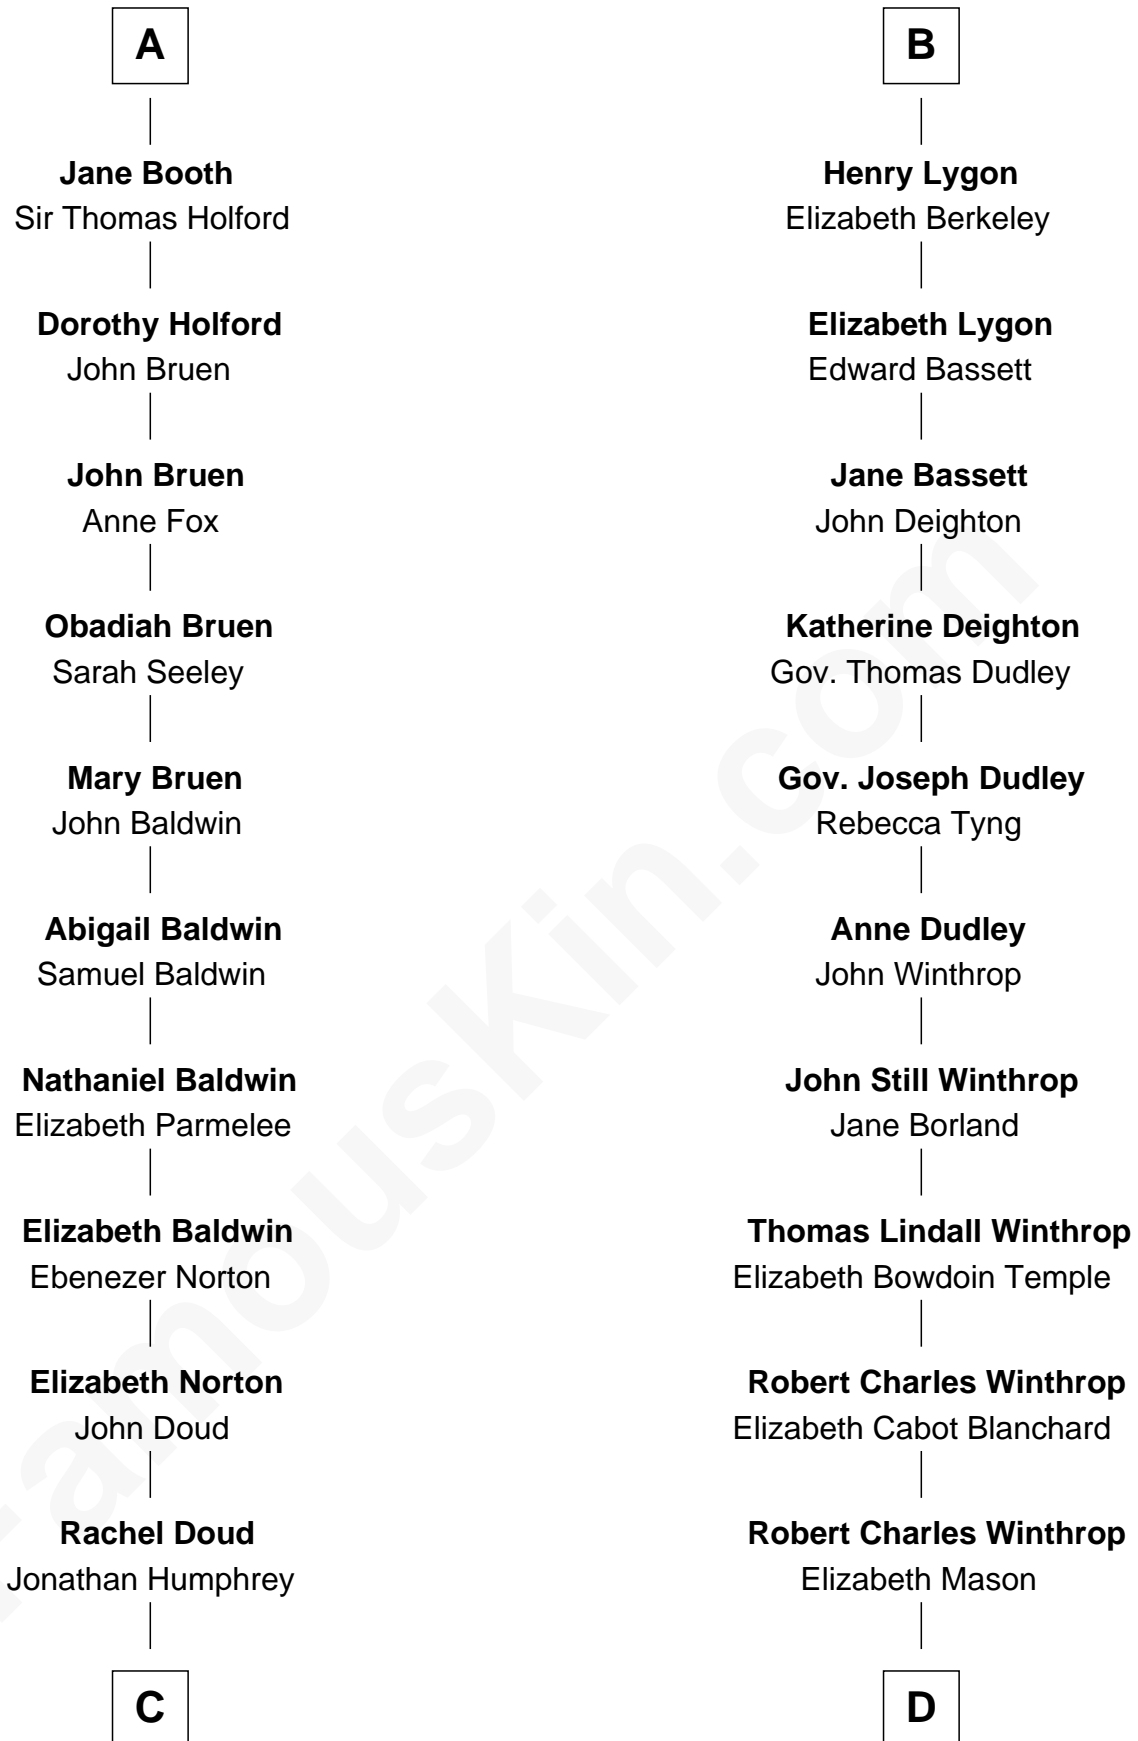 A
Jane Booth
Sir Thomas Holford
Dorothy Holford
John Bruen
John Bruen
Anne Fox
Obadiah Bruen
Sarah Seeley
Mary Bruen
John Baldwin
Abigail Baldwin
Samuel Baldwin
Nathaniel Baldwin
Elizabeth Parmelee
Elizabeth Baldwin
Ebenezer Norton
Elizabeth Norton
John Doud
Rachel Doud
Jonathan Humphrey
C
B
Henry Lygon
Elizabeth Berkeley
Elizabeth Lygon
Edward Bassett
Jane Bassett
John Deighton
Katherine Deighton
Gov. Thomas Dudley
Gov. Joseph Dudley
Rebecca Tyng
Anne Dudley
John Winthrop
John Still Winthrop
Jane Borland
Thomas Lindall Winthrop
Elizabeth Bowdoin Temple
Robert Charles Winthrop
Elizabeth Cabot Blanchard
Robert Charles Winthrop
Elizabeth Mason
D
FamousKin.com